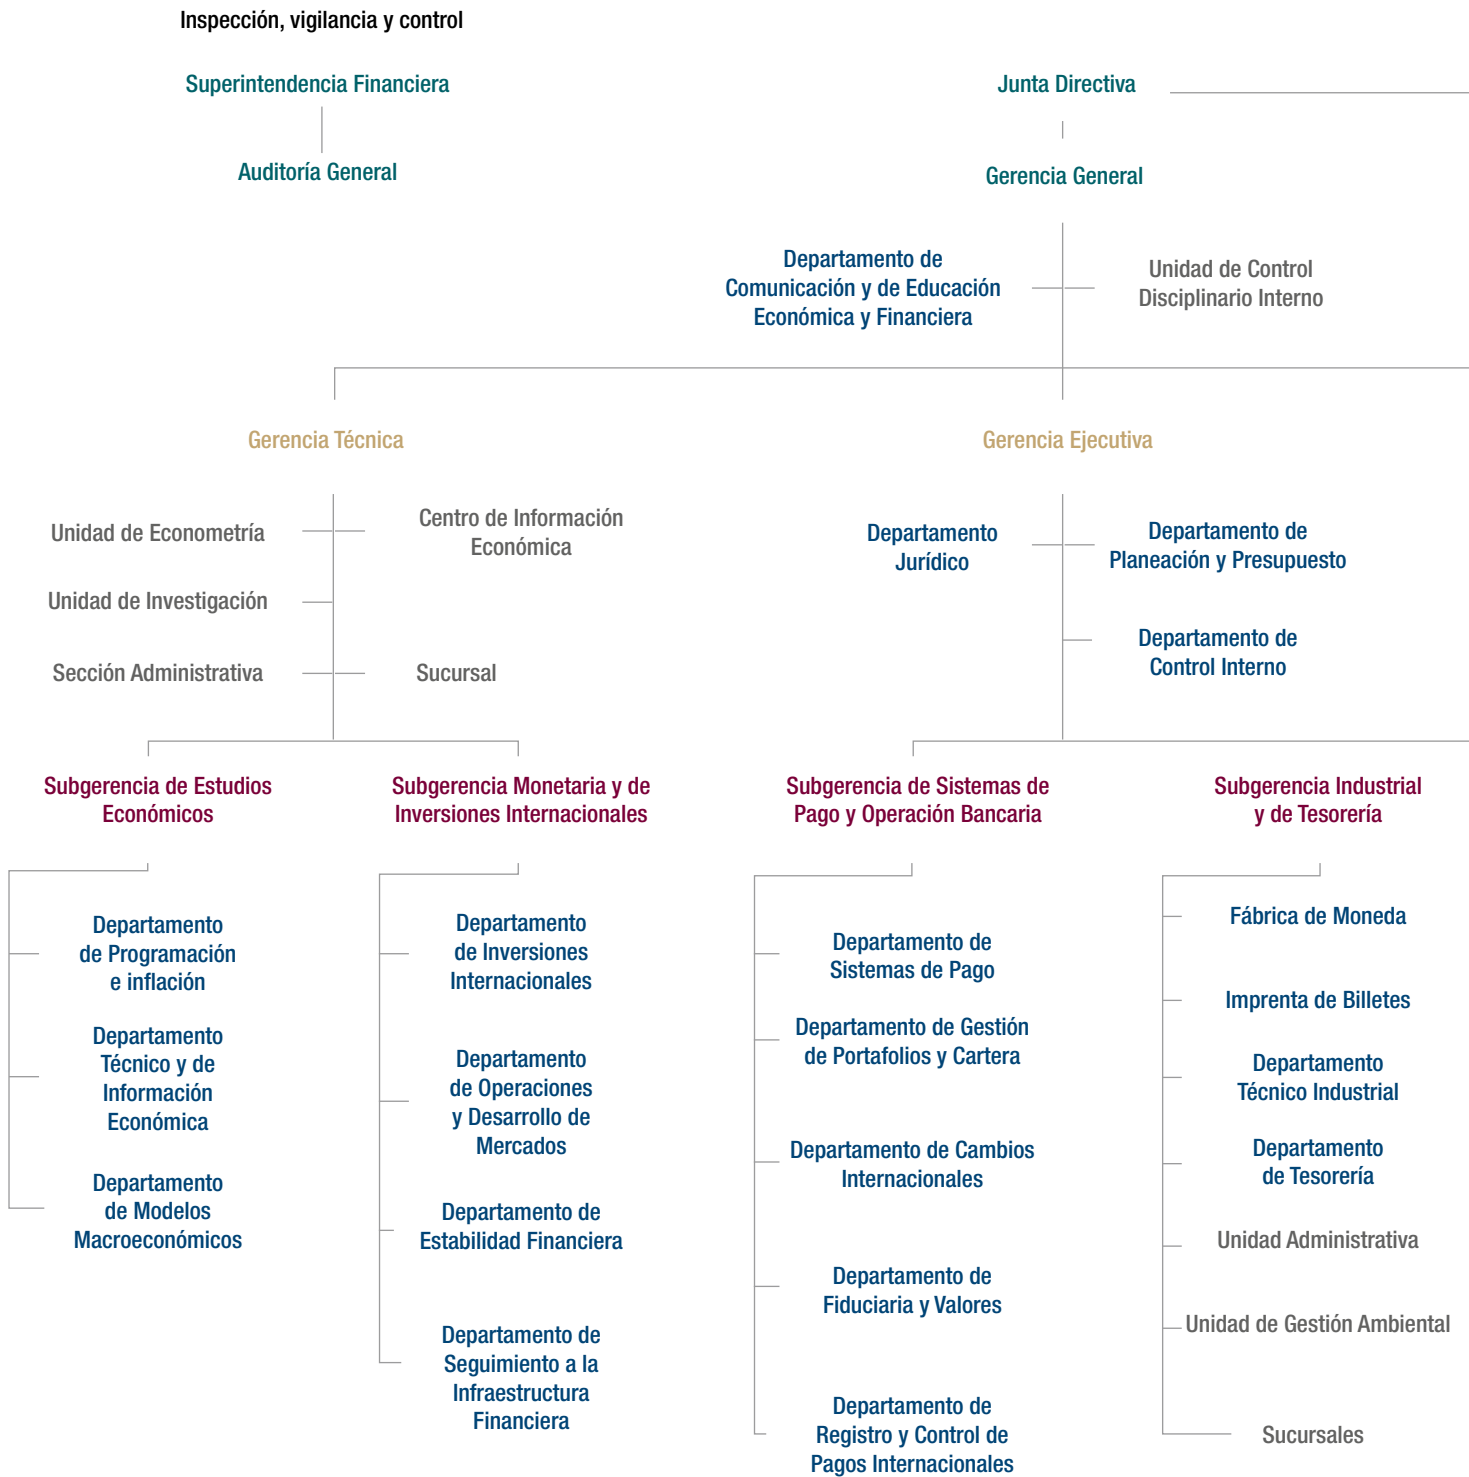 Inspección, vigilancia y control
Superintendencia Financiera
Auditoría General
Junta Directiva
Gerencia General
Departamento de
Comunicación y de Educación
Económica y Financiera
Unidad de Control
Disciplinario Interno
Gerencia Técnica
Unidad de Econometría
Centro de Información
Económica
Unidad de Investigación
Sección Administrativa
Sucursal
Gerencia Ejecutiva
Departamento
Jurídico
Departamento de
Planeación y Presupuesto
Departamento de
Control Interno
Subgerencia de Estudios
Económicos
Departamento
de Programación
e inflación
Departamento
Técnico y de
Información
Económica
Departamento
de Modelos
Macroeconómicos
Subgerencia Monetaria y de
Inversiones Internacionales
Departamento
de Inversiones
Internacionales
Departamento
de Operaciones
y Desarrollo de
Mercados
Departamento de
Estabilidad Financiera
Departamento de
Seguimiento a la
Infraestructura
Financiera
Subgerencia de Sistemas de
Pago y Operación Bancaria
Departamento de
Sistemas de Pago
Departamento de Gestión
de Portafolios y Cartera
Departamento de Cambios
Internacionales
Departamento de
Fiduciaria y Valores
Departamento de
Registro y Control de
Pagos Internacionales
Subgerencia Industrial
y de Tesorería
Fábrica de Moneda
Imprenta de Billetes
Departamento
Técnico Industrial
Departamento
de Tesorería
Unidad Administrativa
Unidad de Gestión Ambiental
Sucursales